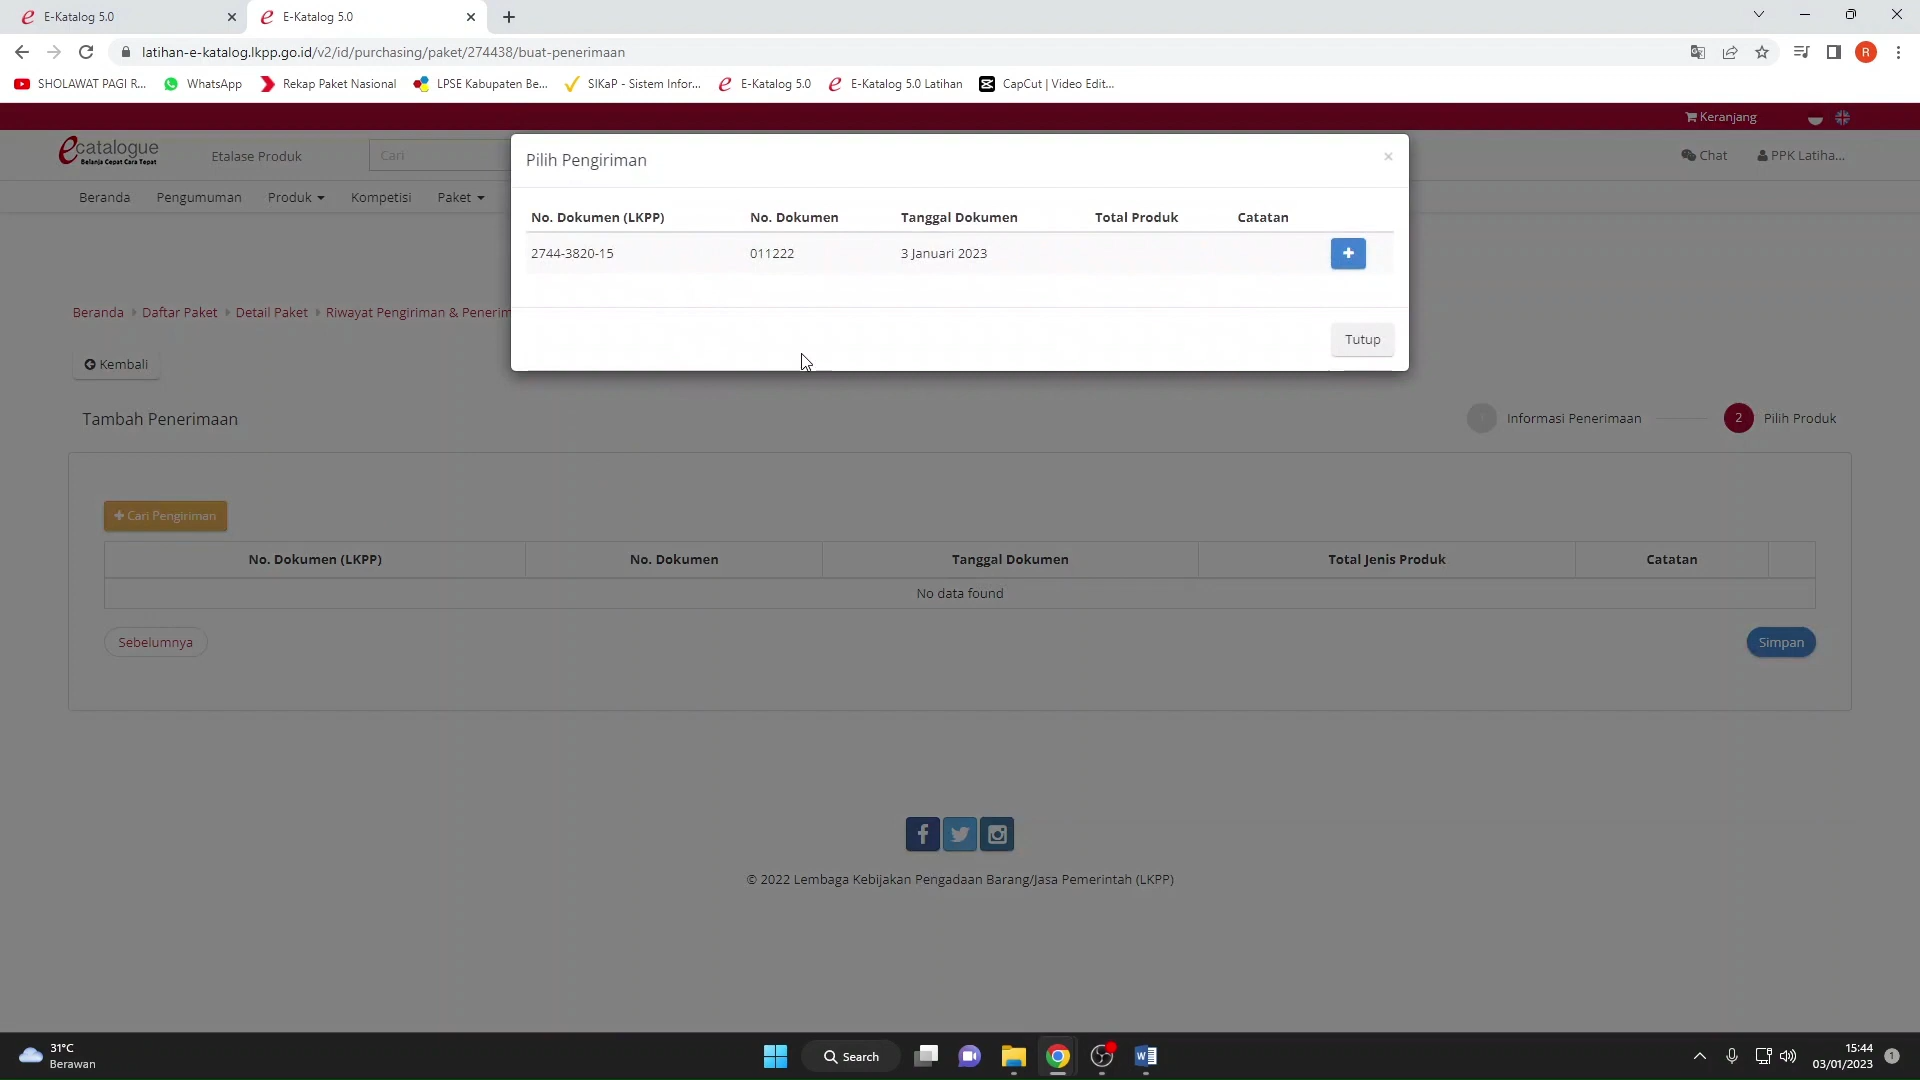 E-Katalog 5.0
E-Katalog 5.0
latihan-e-katalog.lkpp.go.id/v2/id/purchasing/paket/274438/buat-penerimaan
R
SHOLAWAT PAGI R...
WhatsApp
Rekap Paket Nasional
LPSE Kabupaten Be...
SIKaP - Sistem Infor...
E-Katalog 5.0
E-Katalog 5.0 Latihan
CapCut | Video Edit...
Keranjang
ecatalogue
Belanja Cepat Cara Tepat
Etalase Produk
Cari
Chat
PPK Latiha...
Beranda
Pengumuman
Produk
Kompetisi
Paket
Pilih Pengiriman
×
No. Dokumen (LKPP) No. Dokumen Tanggal Dokumen Total Produk Catatan
2744-3820-15 011222 3 Januari 2023
Tutup
Beranda Daftar Paket Detail Paket Riwayat Pengiriman & Penerim
Kembali
Tambah Penerimaan
Informasi Penerimaan
2 Pilih Produk
+ Cari Pengiriman
No. Dokumen (LKPP) No. Dokumen Tanggal Dokumen Total Jenis Produk Catatan
No data found
Sebelumnya
Simpan
© 2022 Lembaga Kebijakan Pengadaan Barang/Jasa Pemerintah (LKPP)
31°C
Berawan
Search
15:44
03/01/2023
1